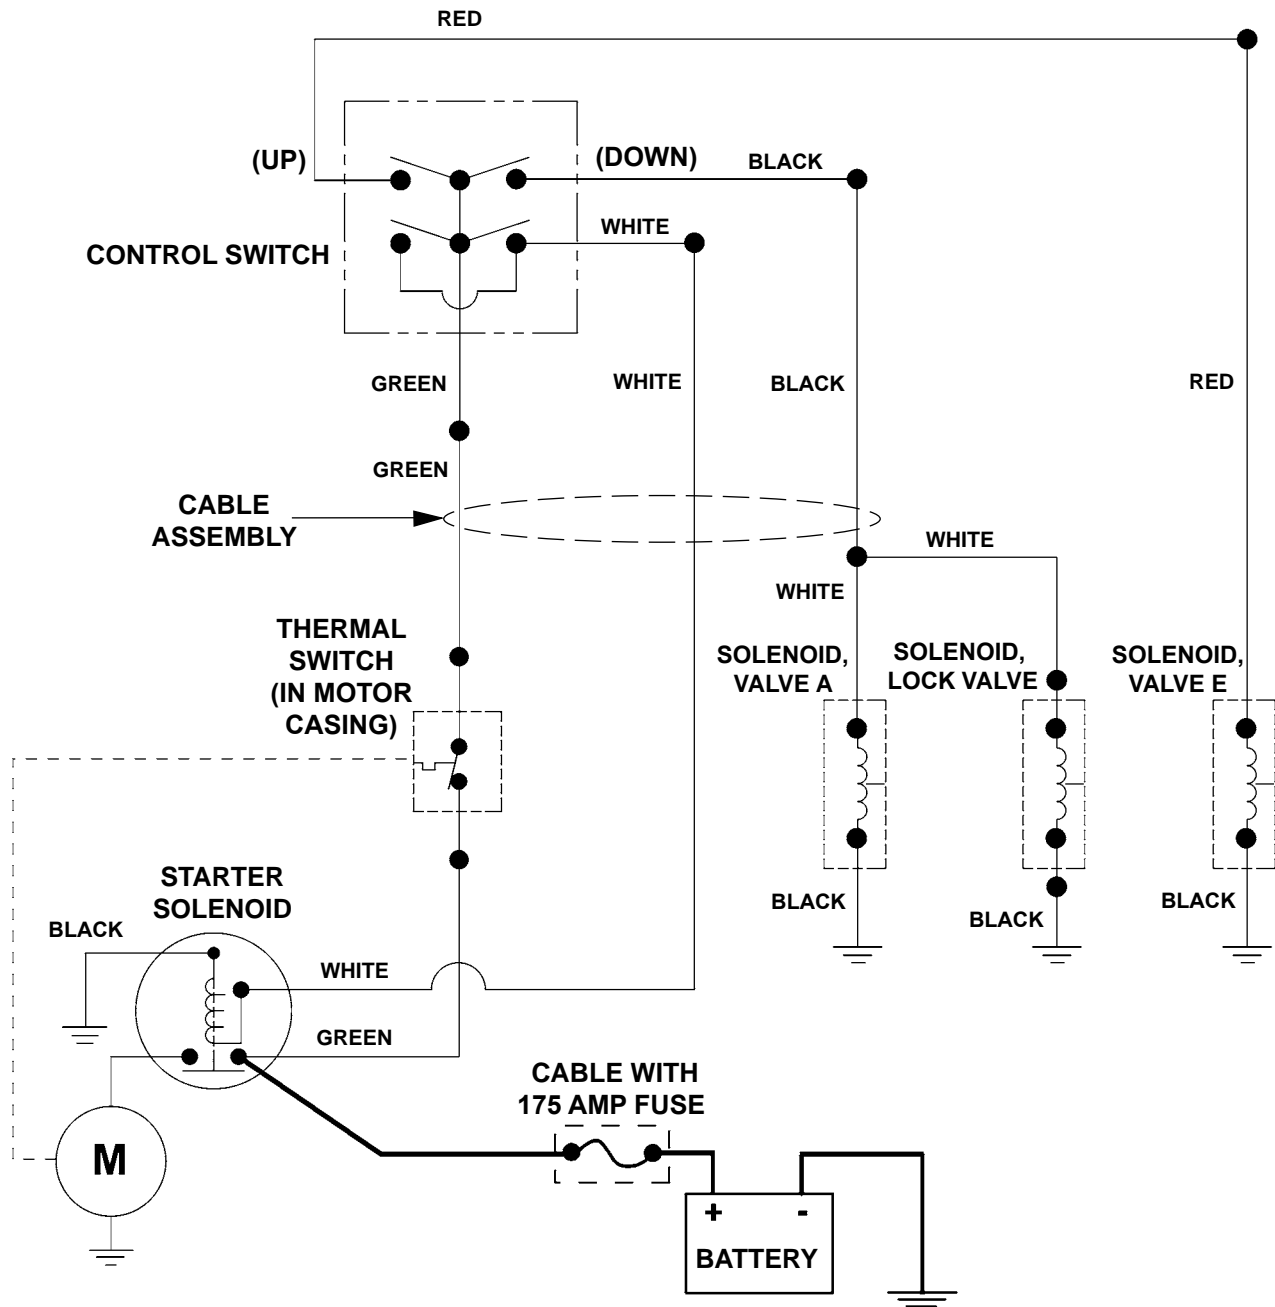 RED
(UP)
(DOWN)
BLACK
WHITE
CONTROL SWITCH
GREEN
WHITE
BLACK
RED
GREEN
CABLE
ASSEMBLY
WHITE
WHITE
THERMAL
SWITCH
(IN MOTOR
CASING)
SOLENOID,
VALVE A
SOLENOID,
LOCK VALVE
SOLENOID,
VALVE E
STARTER
SOLENOID
BLACK
BLACK
BLACK
BLACK
WHITE
GREEN
CABLE WITH
175 AMP FUSE
M
+ -
BATTERY